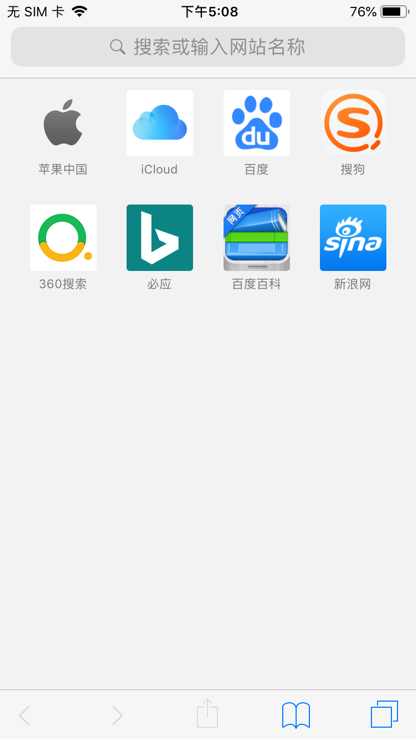 无 SIM 卡 下午5:08 76%
搜索或输入网站名称
du S 网页 sina
苹果中国 iCloud 百度 搜狗
360搜索 必应 百度百科 新浪网